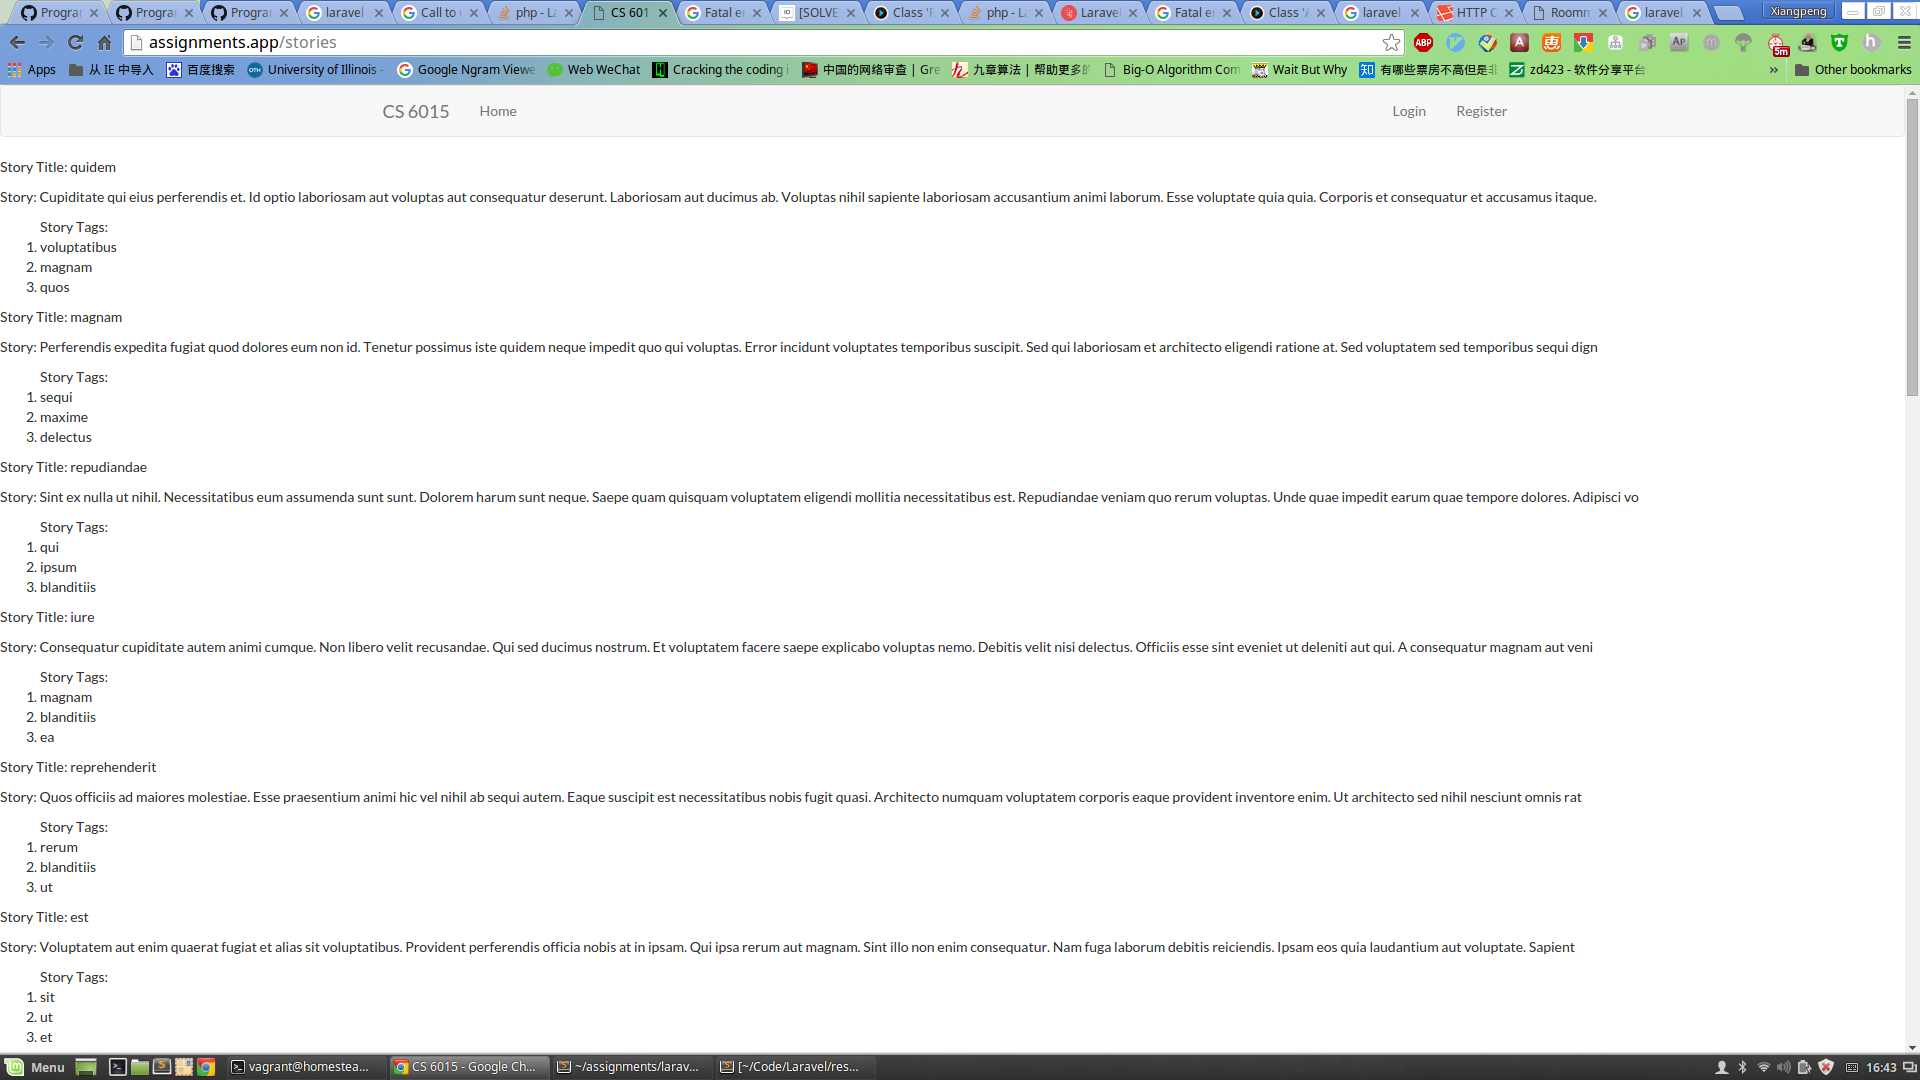 Progran Progran Progran laravel Call to u php - La CS 601 Fatal er [SOLVE Class 'F php - La Laravel Fatal er Class '/ laravel HTTP C Roomm laravel Xiangpeng
assignments.app/stories
Apps 从 IE 中导入 百度搜索 University of Illinois - Google Ngram Viewe Web WeChat Cracking the coding i 中国的网络审查 | Gre 九章算法 | 帮助更多的 Big-O Algorithm Com Wait But Why 有哪些票房不高但是非 zd423 - 软件分享平台 » Other bookmarks
CS 6015 Home Login Register
Story Title: quidem
Story: Cupiditate qui eius perferendis et. Id optio laboriosam aut voluptas aut consequatur deserunt. Laboriosam aut ducimus ab. Voluptas nihil sapiente laboriosam accusantium animi laborum. Esse voluptate quia quia. Corporis et consequatur et accusamus itaque.
Story Tags:
1. voluptatibus
2. magnam
3. quos
Story Title: magnam
Story: Perferendis expedita fugiat quod dolores eum non id. Tenetur possimus iste quidem neque impedit quo qui voluptas. Error incidunt voluptates temporibus suscipit. Sed qui laboriosam et architecto eligendi ratione at. Sed voluptatem sed temporibus sequi dign
Story Tags:
1. sequi
2. maxime
3. delectus
Story Title: repudiandae
Story: Sint ex nulla ut nihil. Necessitatibus eum assumenda sunt sunt. Dolorem harum sunt neque. Saepe quam quisquam voluptatem eligendi mollitia necessitatibus est. Repudiandae veniam quo rerum voluptas. Unde quae impedit earum quae tempore dolores. Adipisci vo
Story Tags:
1. qui
2. ipsum
3. blanditiis
Story Title: iure
Story: Consequatur cupiditate autem animi cumque. Non libero velit recusandae. Qui sed ducimus nostrum. Et voluptatem facere saepe explicabo voluptas nemo. Debitis velit nisi delectus. Officiis esse sint eveniet ut deleniti aut qui. A consequatur magnam aut veni
Story Tags:
1. magnam
2. blanditiis
3. ea
Story Title: reprehenderit
Story: Quos officiis ad maiores molestiae. Esse praesentium animi hic vel nihil ab sequi autem. Eaque suscipit est necessitatibus nobis fugit quasi. Architecto numquam voluptatem corporis eaque provident inventore enim. Ut architecto sed nihil nesciunt omnis rat
Story Tags:
1. rerum
2. blanditiis
3. ut
Story Title: est
Story: Voluptatem aut enim quaerat fugiat et alias sit voluptatibus. Provident perferendis officia nobis at in ipsam. Qui ipsa rerum aut magnam. Sint illo non enim consequatur. Nam fuga laborum debitis reiciendis. Ipsam eos quia laudantium aut voluptate. Sapient
Story Tags:
1. sit
2. ut
3. et
Menu vagrant@homestea... CS 6015 - Google Ch... ~/assignments/larav... [~/Code/Laravel/res... 16:43